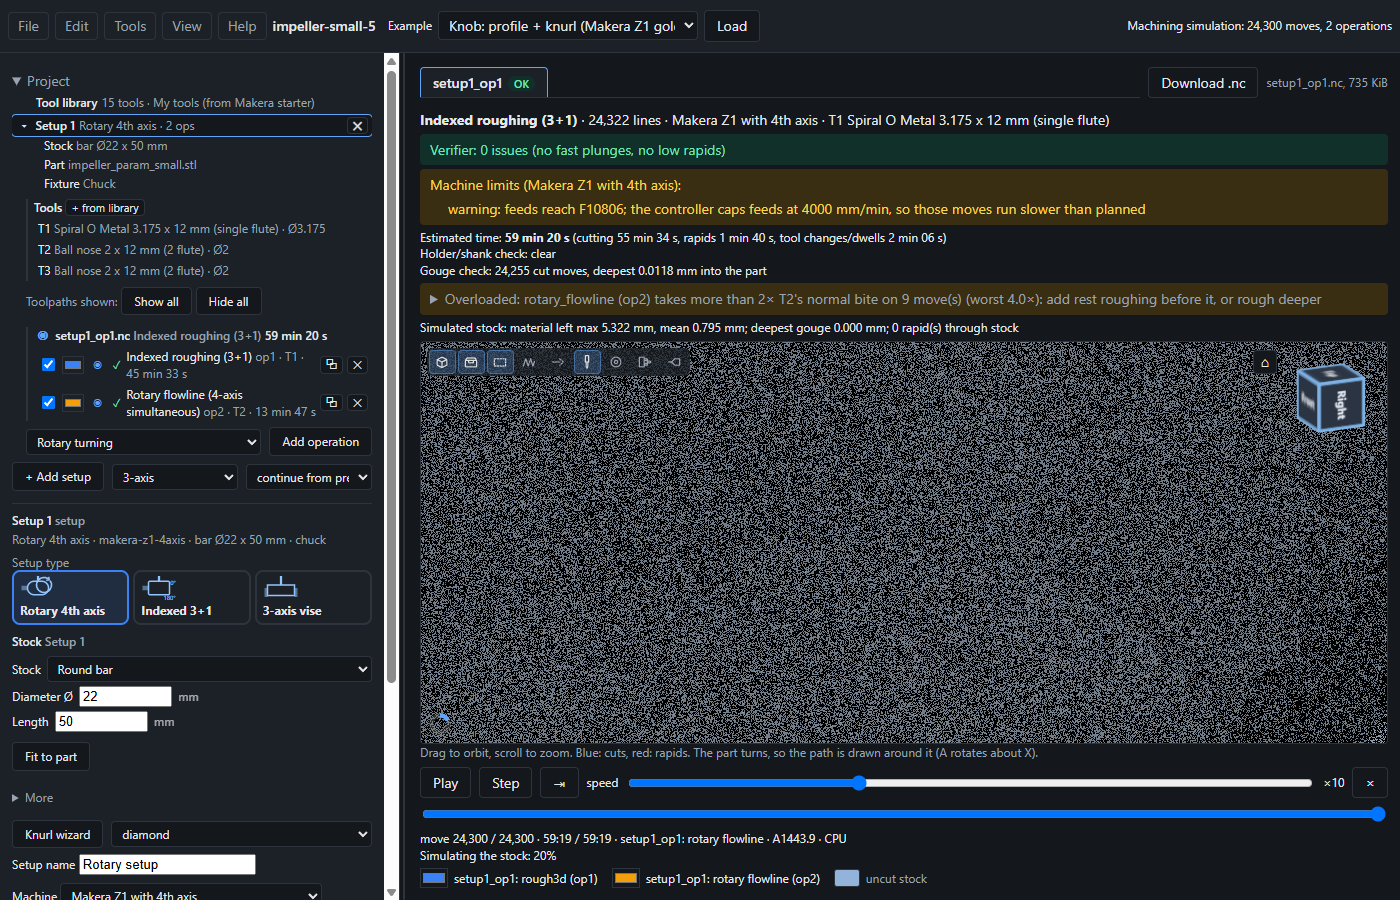 File Edit Tools View Help impeller-small-5 Example Knob: profile + knurl (Makera Z1 gol Load Machining simulation: 24,300 moves, 2 operations
Project
Tool library 15 tools · My tools (from Makera starter)
Setup 1 Rotary 4th axis · 2 ops
Stock bar Ø22 x 50 mm
Part impeller_param_small.stl
Fixture Chuck
Tools + from library
T1 Spiral O Metal 3.175 x 12 mm (single flute) · Ø3.175
T2 Ball nose 2 x 12 mm (2 flute) · Ø2
T3 Ball nose 2 x 12 mm (2 flute) · Ø2
Toolpaths shown: Show all Hide all
setup1_op1.nc Indexed roughing (3+1) 59 min 20 s
Indexed roughing (3+1) op1 · T1 ·
45 min 33 s
Rotary flowline (4-axis
simultaneous) op2 · T2 · 13 min 47 s
Rotary turning Add operation
+ Add setup 3-axis continue from pre
Setup 1 setup
Rotary 4th axis · makera-z1-4axis · bar Ø22 x 50 mm · chuck
Setup type
Rotary 4th axis Indexed 3+1 3-axis vise
Stock Setup 1
Stock Round bar
Diameter Ø 22 mm
Length 50 mm
Fit to part
More
Knurl wizard diamond
Setup name Rotary setup
Machine Makera Z1 with 4th axis
setup1_op1 OK Download .nc setup1_op1.nc, 735 KiB
Indexed roughing (3+1) · 24,322 lines · Makera Z1 with 4th axis · T1 Spiral O Metal 3.175 x 12 mm (single flute)
Verifier: 0 issues (no fast plunges, no low rapids)
Machine limits (Makera Z1 with 4th axis):
warning: feeds reach F10806; the controller caps feeds at 4000 mm/min, so those moves run slower than planned
Estimated time: 59 min 20 s (cutting 55 min 34 s, rapids 1 min 40 s, tool changes/dwells 2 min 06 s)
Holder/shank check: clear
Gouge check: 24,255 cut moves, deepest 0.0118 mm into the part
Overloaded: rotary_flowline (op2) takes more than 2× T2's normal bite on 9 move(s) (worst 4.0×): add rest roughing before it, or rough deeper
Simulated stock: material left max 5.322 mm, mean 0.795 mm; deepest gouge 0.000 mm; 0 rapid(s) through stock
Right
Drag to orbit, scroll to zoom. Blue: cuts, red: rapids. The part turns, so the path is drawn around it (A rotates about X).
Play Step ⇥ speed ×10 ×
move 24,300 / 24,300 · 59:19 / 59:19 · setup1_op1: rotary flowline · A1443.9 · CPU
Simulating the stock: 20%
setup1_op1: rough3d (op1) setup1_op1: rotary flowline (op2) uncut stock